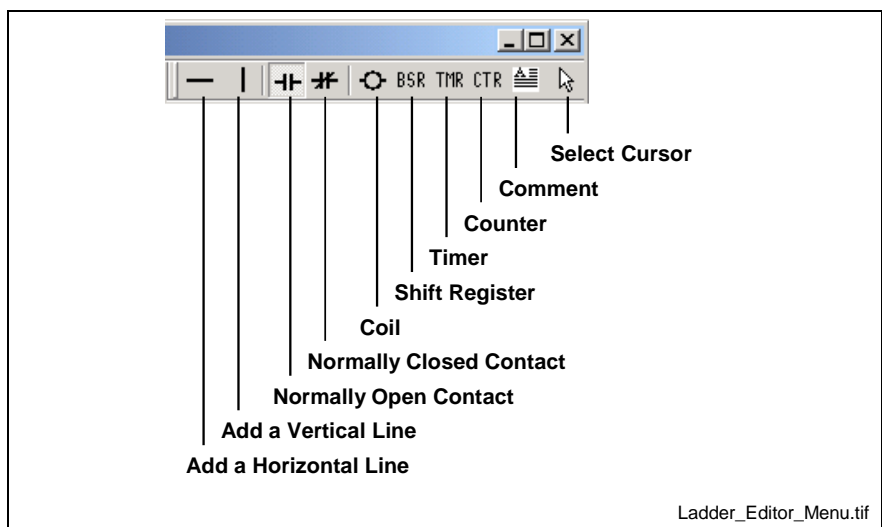 BSR TMR CTR
Select Cursor
Comment
Counter
Timer
Shift Register
Coil
Normally Closed Contact
Normally Open Contact
Add a Vertical Line
Add a Horizontal Line
Ladder_Editor_Menu.tif